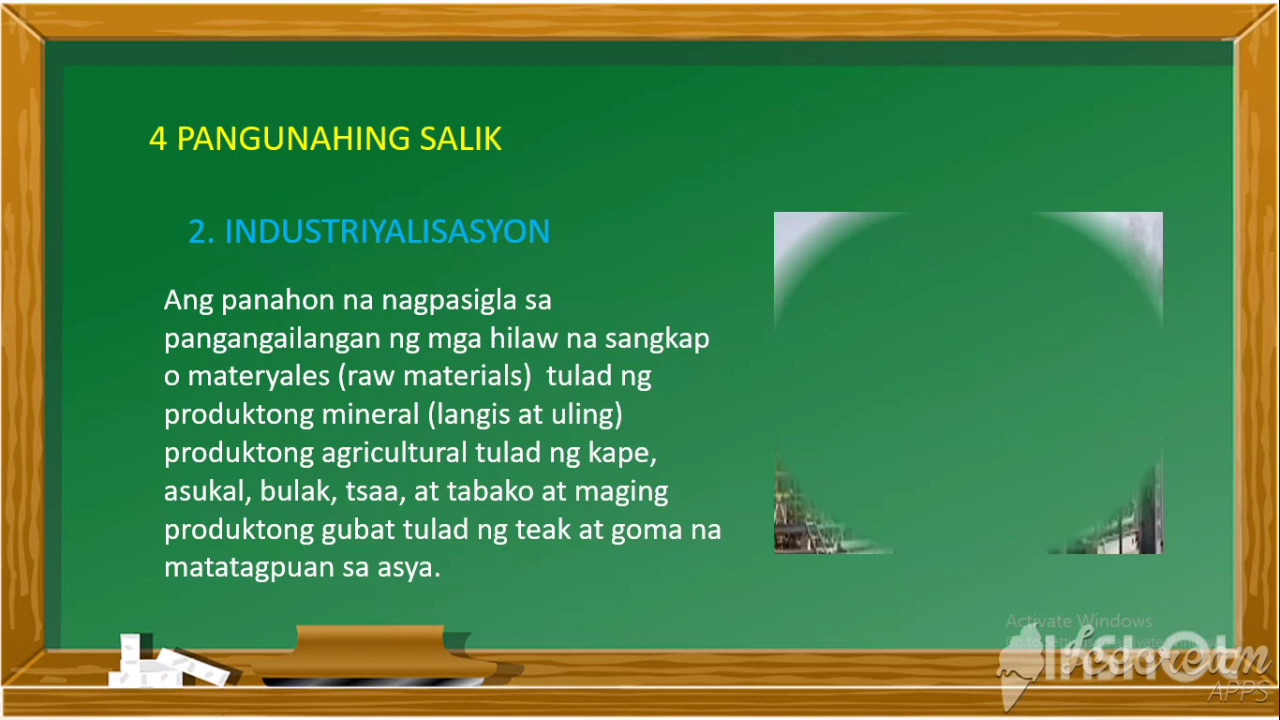 4 PANGUNAHING SALIK
2. INDUSTRIYALISASYON
Ang panahon na nagpasigla sa
pangangailangan ng mga hilaw na sangkap
o materyales (raw materials)  tulad ng
produktong mineral (langis at uling)
produktong agricultural tulad ng kape,
asukal, bulak, tsaa, at tabako at maging
produktong gubat tulad ng teak at goma na
matatagpuan sa asya.
Activate Windows
Icecream
APPS